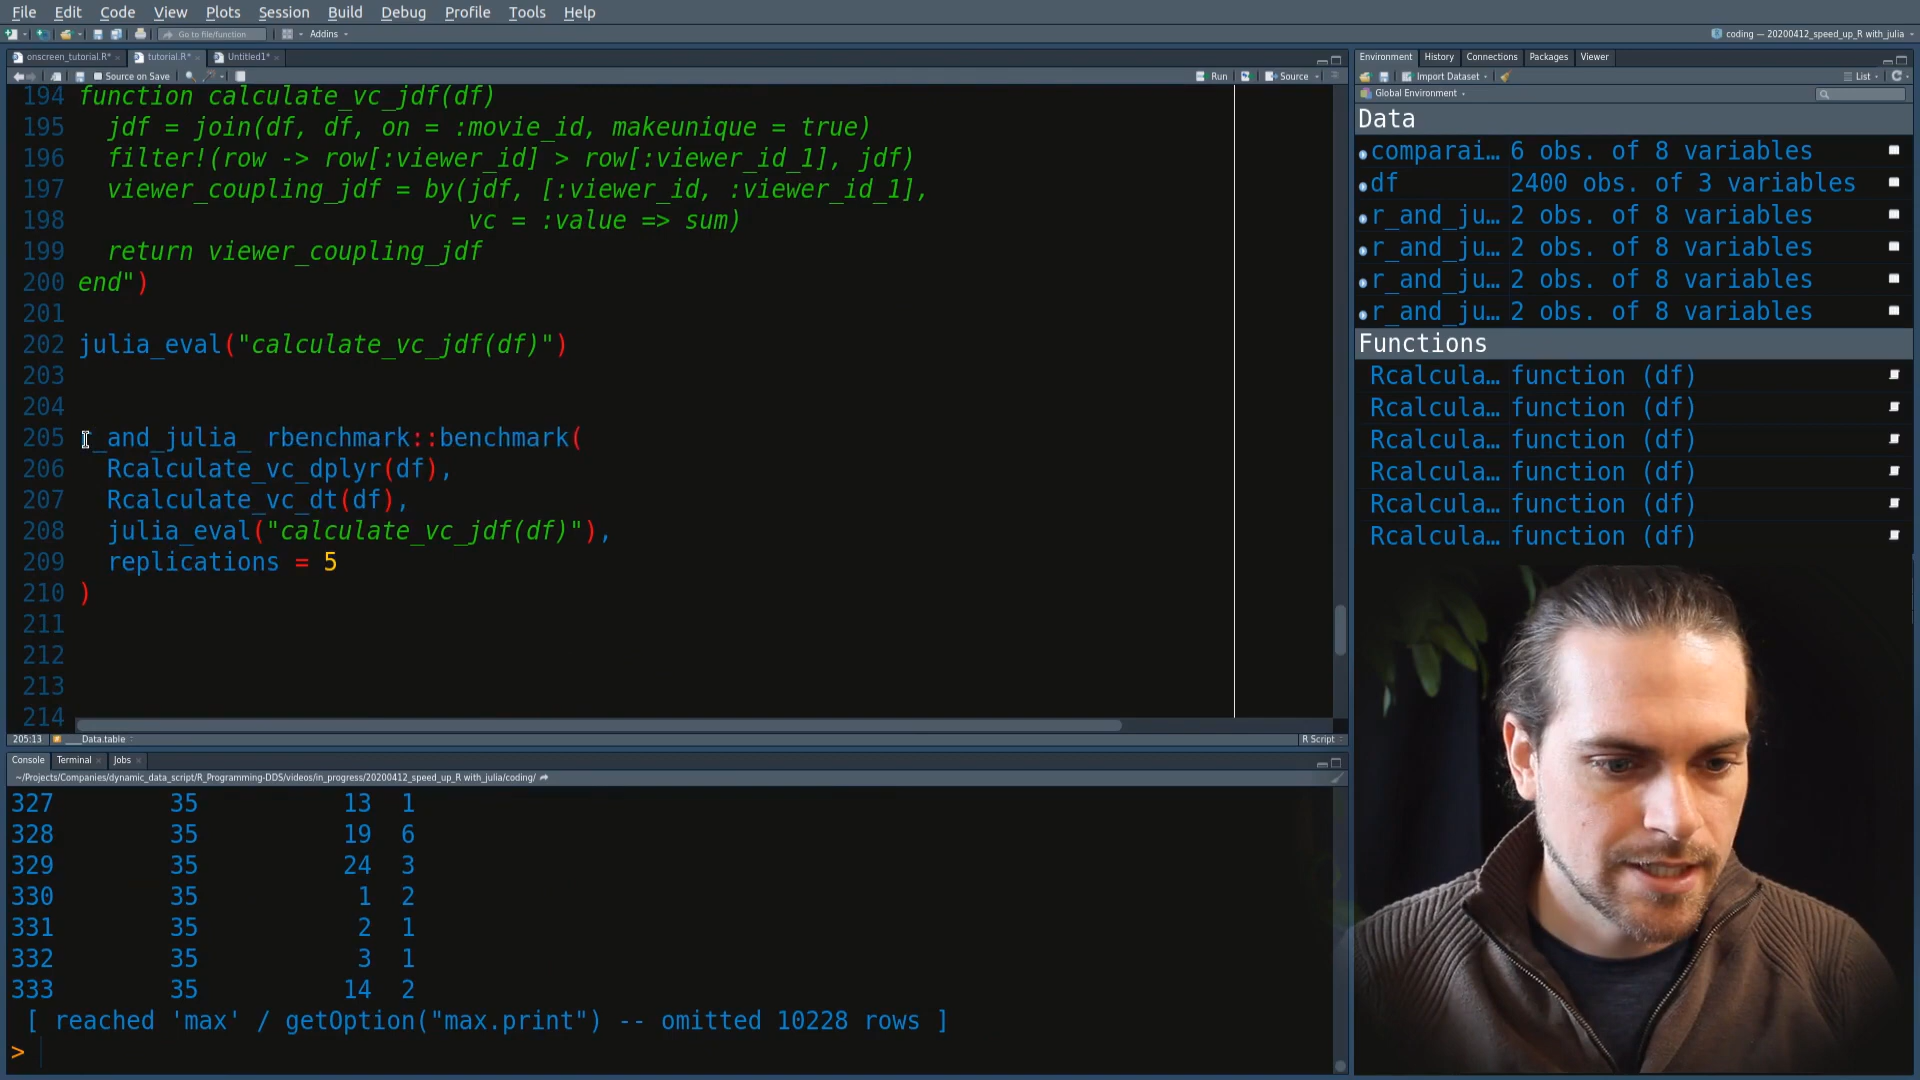 File Edit Code View Plots Session Build Debug Profile Tools Help
Go to file/function Addins
coding — 20200412_speed_up_R with_julia
onscreen_tutorial.R* tutorial.R* Untitled1*
Source on Save Run Source
194 function calculate_vc_jdf(df)
195 jdf = join(df, df, on = :movie_id, makeunique = true)
196 filter!(row -> row[:viewer_id] > row[:viewer_id_1], jdf)
197 viewer_coupling_jdf = by(jdf, [:viewer_id, :viewer_id_1],
198 vc = :value => sum)
199 return viewer_coupling_jdf
200 end")
201
202 julia_eval("calculate_vc_jdf(df)")
203
204
205 r_and_julia_ rbenchmark::benchmark(
206 Rcalculate_vc_dplyr(df),
207 Rcalculate_vc_dt(df),
208 julia_eval("calculate_vc_jdf(df)"),
209 replications = 5
210 )
211
212
213
214
205:13 ___Data.table R Script
Console Terminal Jobs
~/Projects/Companies/dynamic_data_script/R_Programming-DDS/videos/in_progress/20200412_speed_up_R with_julia/coding/
327 35 13 1
328 35 19 6
329 35 24 3
330 35 1 2
331 35 2 1
332 35 3 1
333 35 14 2
[ reached 'max' / getOption("max.print") -- omitted 10228 rows ]
>
Environment History Connections Packages Viewer
Import Dataset List
Global Environment
Data
comparai… 6 obs. of 8 variables
df 2400 obs. of 3 variables
r_and_ju… 2 obs. of 8 variables
r_and_ju… 2 obs. of 8 variables
r_and_ju… 2 obs. of 8 variables
r_and_ju… 2 obs. of 8 variables
Functions
Rcalcula… function (df)
Rcalcula… function (df)
Rcalcula… function (df)
Rcalcula… function (df)
Rcalcula… function (df)
Rcalcula… function (df)